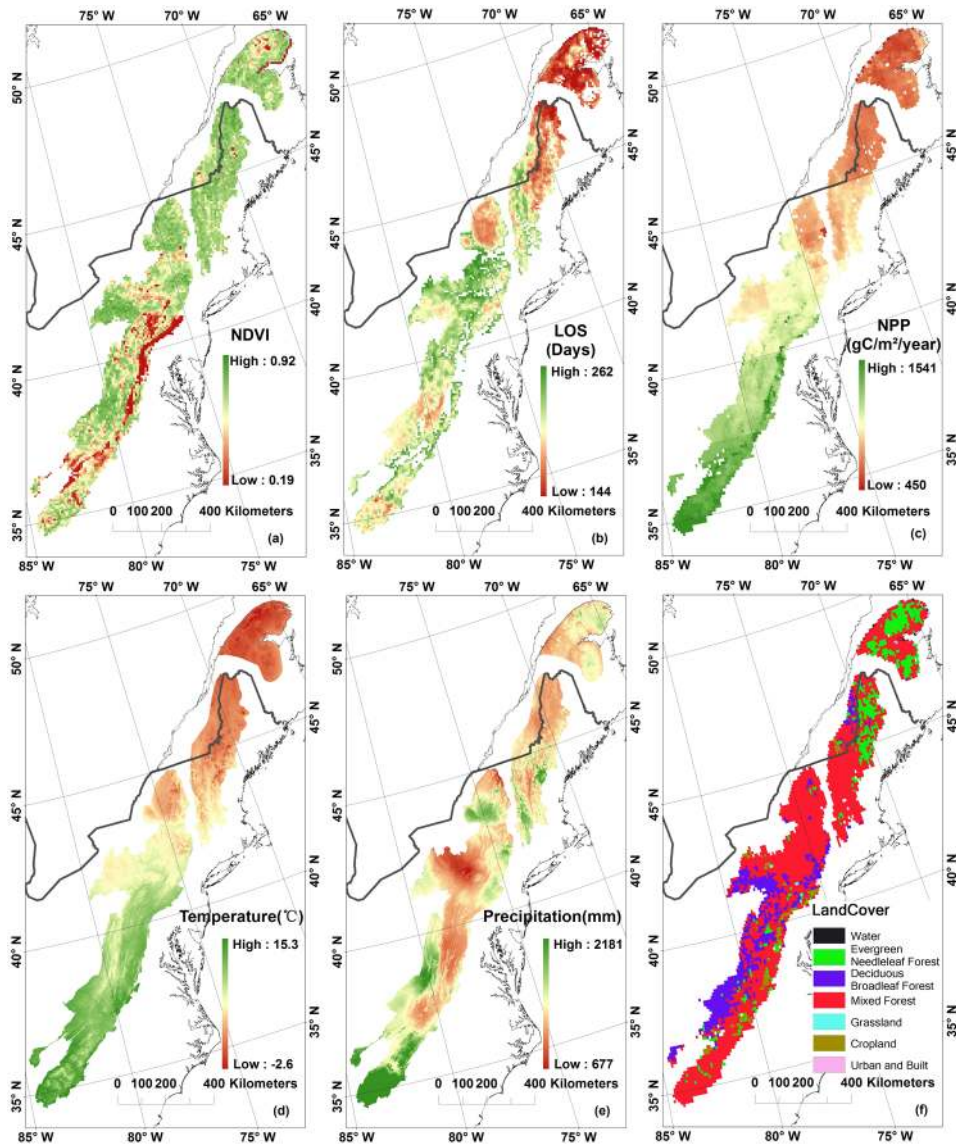 75° W 70° W 65° W
50° N
45° N
45° N
40° N
40° N
35° N
35° N
NDVI
High : 0.92
Low : 0.19
0 100 200 400 Kilometers
(a)
85° W 80° W 75° W
75° W 70° W 65° W
50° N
45° N
45° N
40° N
40° N
35° N
35° N
LOS
(Days)
High : 262
Low : 144
0 100 200 400 Kilometers
(b)
85° W 80° W 75° W
75° W 70° W 65° W
50° N
45° N
45° N
40° N
40° N
35° N
35° N
NPP
(gC/m²/year)
High : 1541
Low : 450
0 100 200 400 Kilometers
(c)
85° W 80° W 75° W
75° W 70° W 65° W
50° N
45° N
45° N
40° N
40° N
35° N
35° N
Temperature(℃)
High : 15.3
Low : -2.6
0 100 200 400 Kilometers
(d)
85° W 80° W 75° W
75° W 70° W 65° W
50° N
45° N
45° N
40° N
40° N
35° N
35° N
Precipitation(mm)
High : 2181
Low : 677
0 100 200 400 Kilometers
(e)
85° W 80° W 75° W
75° W 70° W 65° W
50° N
45° N
45° N
40° N
40° N
35° N
35° N
LandCover
Water
Evergreen
Needleleaf Forest
Deciduous
Broadleaf Forest
Mixed Forest
Grassland
Cropland
Urban and Built
0 100 200 400 Kilometers
(f)
85° W 80° W 75° W